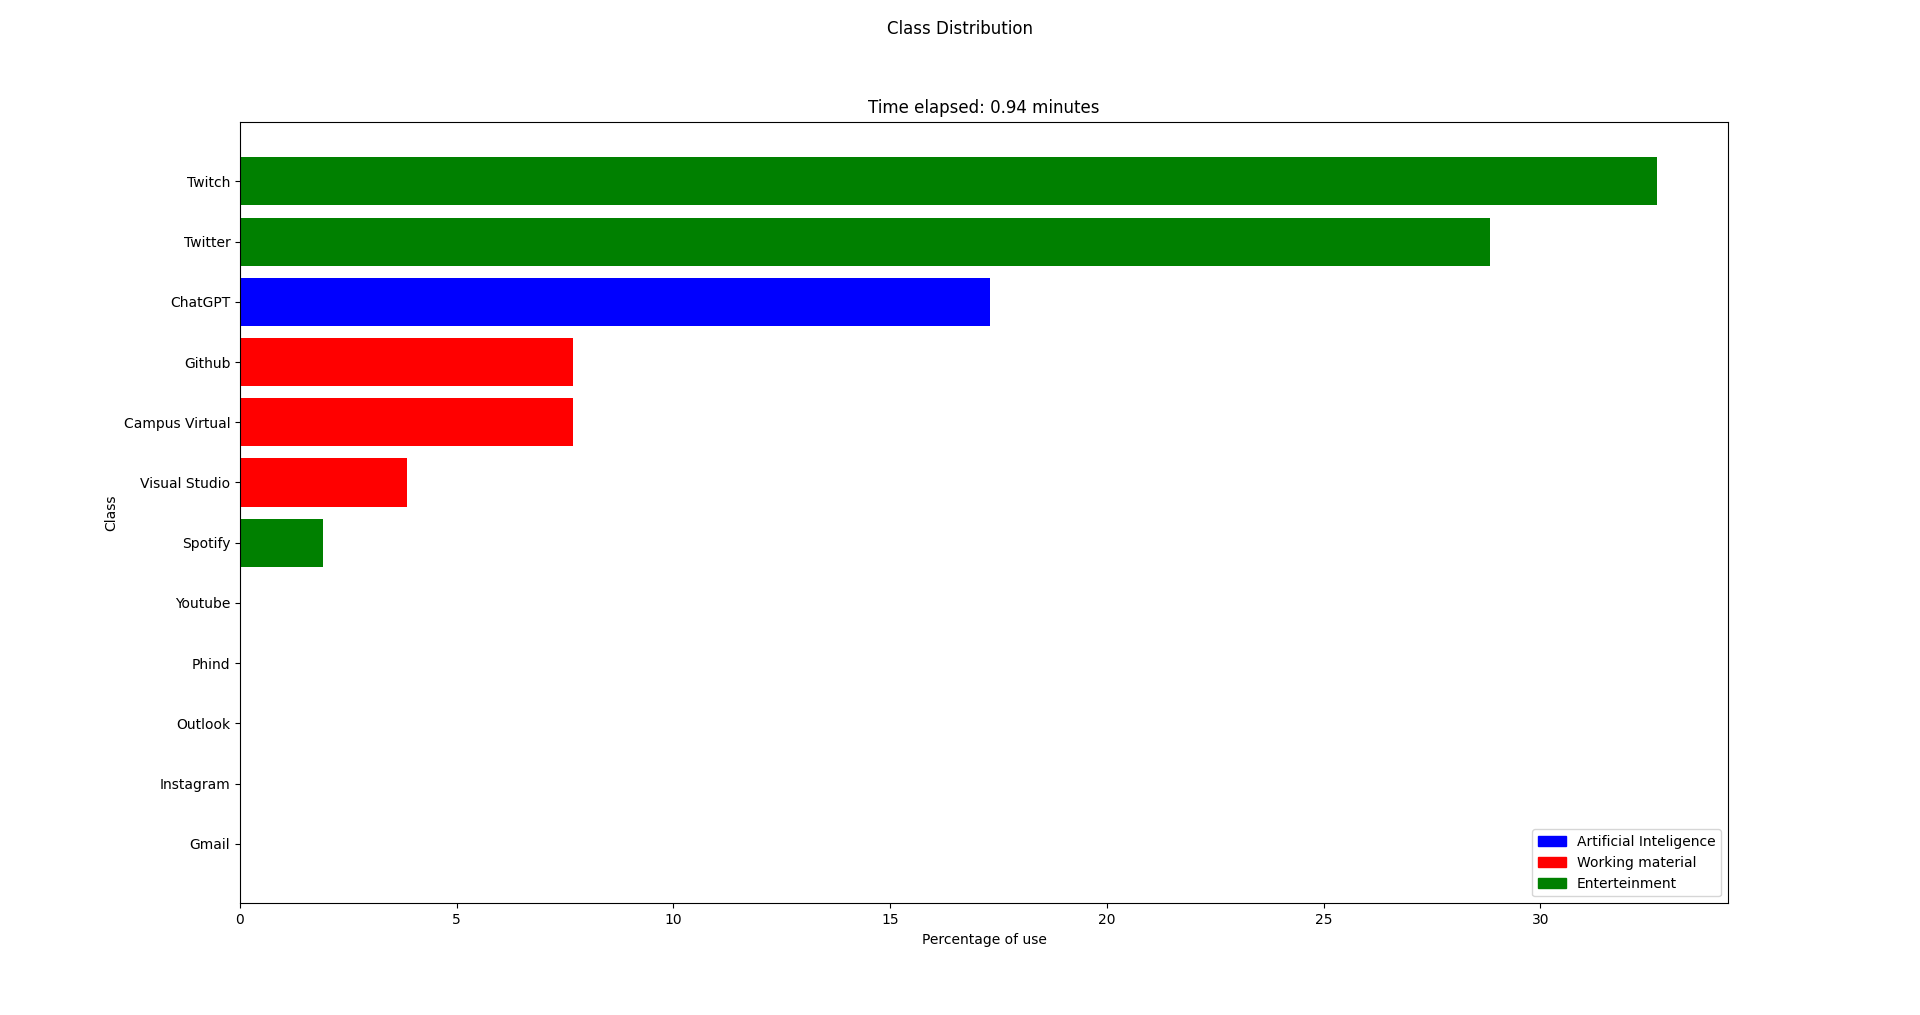 Class Distribution
Time elapsed: 0.94 minutes
Twitch
Twitter
ChatGPT
Github
Campus Virtual
Visual Studio
Spotify
Youtube
Phind
Outlook
Instagram
Gmail
Class
Artificial Inteligence
Working material
Enterteinment
0 5 10 15 20 25 30
Percentage of use